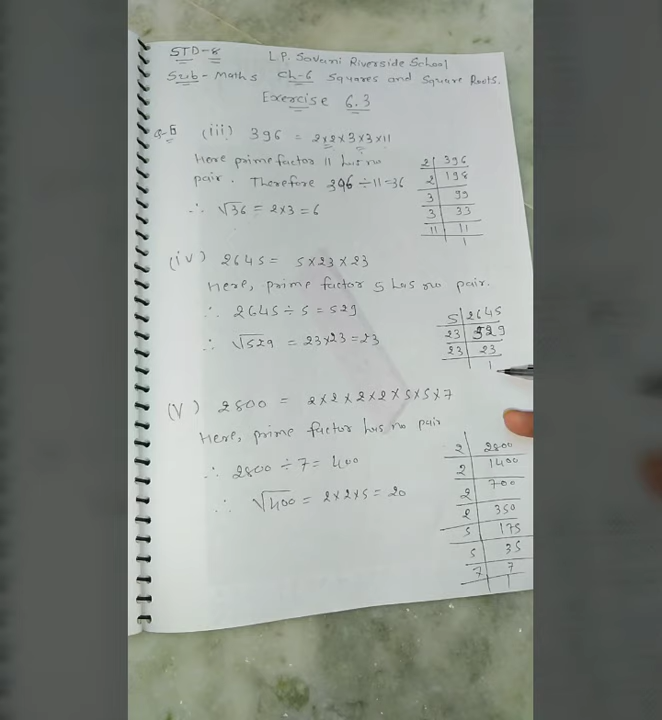 STD-8 L.P. Savani Riverside School
Sub-Maths Ch-6 Squares and Square Roots.
Exercise 6.3
Q-6 (iii) 396 = 2×2×3×3×11
Here prime factor 11 has no
pair. Therefore 396 ÷ 11 = 36
∴ √36 = 2×3 = 6
2 | 396
2 | 198
3 | 99
3 | 33
11 | 11
1
(iv) 2645 = 5×23×23
Here, prime factor 5 has no pair.
∴ 2645 ÷ 5 = 529
∴ √529 = 23×23 = 23
5 | 2645
23 | 529
23 | 23
1
(V) 2800 = 2×2×2×2×5×5×7
Here, prime factor has no pair
∴ 2800 ÷ 7 = 400
∴ √400 = 2×2×5 = 20
2 | 2800
2 | 1400
2 | 700
2 | 350
5 | 175
5 | 35
7 | 7
1